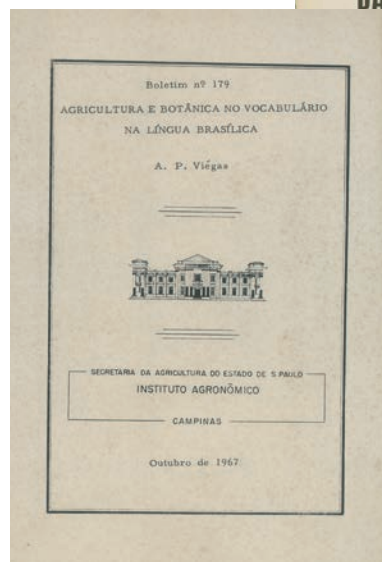 Boletim nº 179
AGRICULTURA E BOTÂNICA NO VOCABULÁRIO
NA LÍNGUA BRASÍLICA
A. P. Viégas
SECRETARIA DA AGRICULTURA DO ESTADO DE S. PAULO
INSTITUTO AGRONÔMICO
CAMPINAS
Outubro de 1967